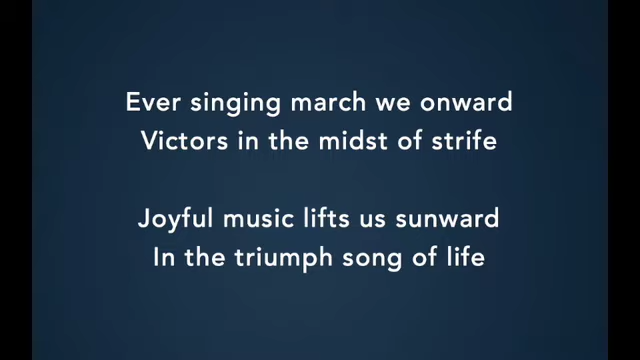 Ever singing march we onward
Victors in the midst of strife
Joyful music lifts us sunward
In the triumph song of life